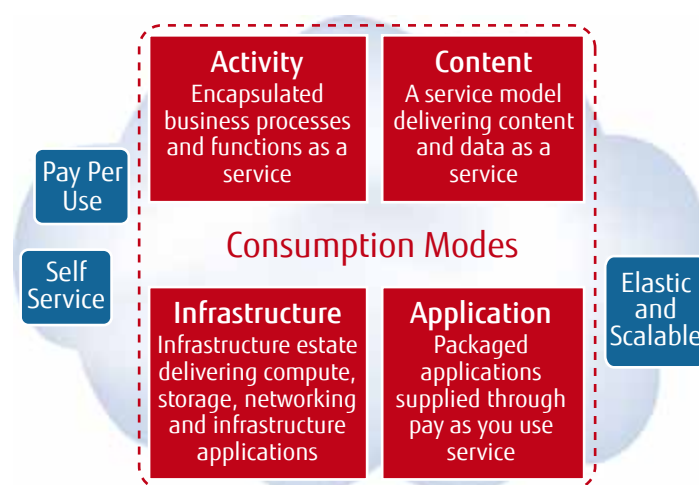 Activity
Encapsulated
business processes
and functions as a
service
Content
A service model
delivering content
and data as a
service
Pay Per
Use
Consumption Modes
Self
Service
Elastic
and
Scalable
Infrastructure
Infrastructure estate
delivering compute,
storage, networking
and infrastructure
applications
Application
Packaged
applications
supplied through
pay as you use
service